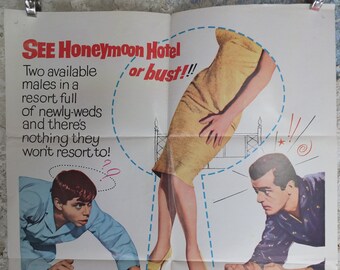 SEE Honeymoon Hotel
or bust!!!
Two available
males in a
resort full
of newly-weds
and there's
nothing they
won't resort to!
??
!!